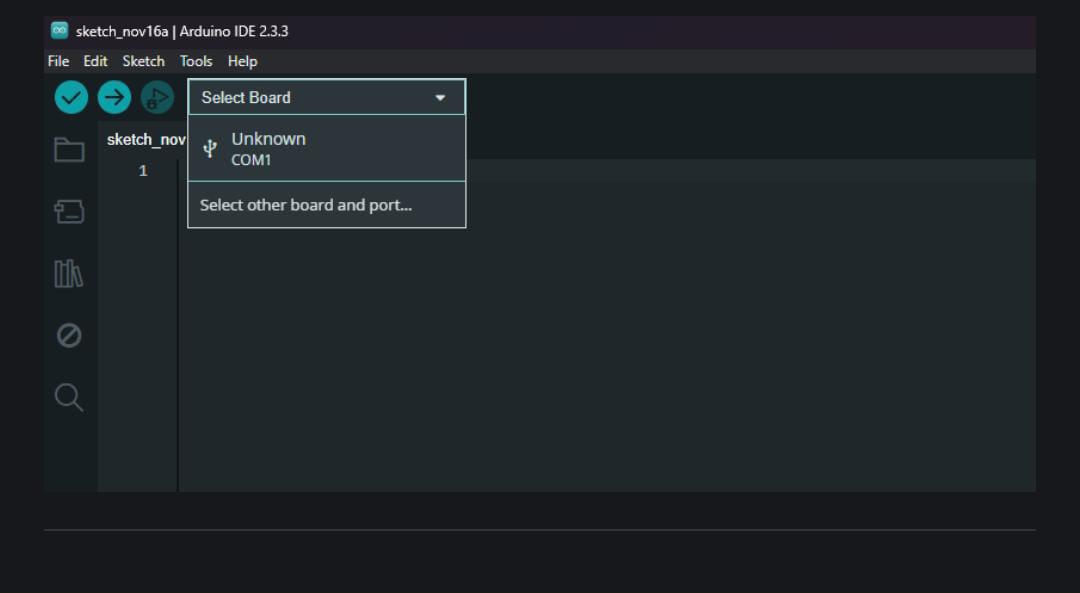 sketch_nov16a | Arduino IDE 2.3.3
File Edit Sketch Tools Help
Select Board
Unknown
COM1
sketch_nov
1
Select other board and port...